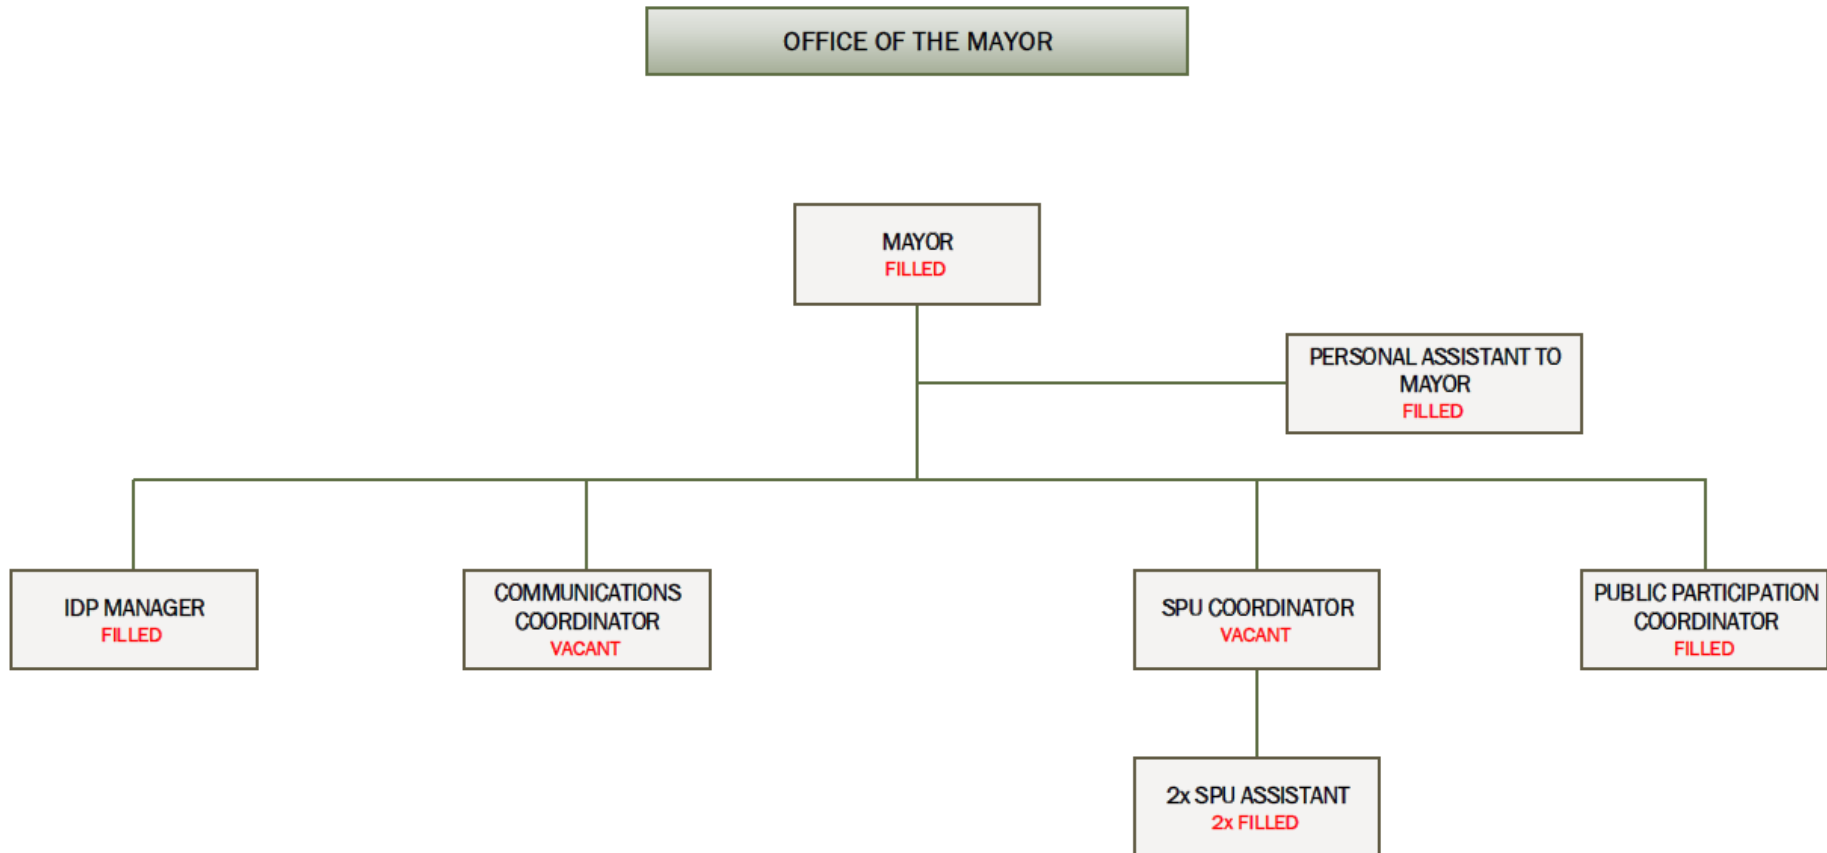 OFFICE OF THE MAYOR
MAYOR
FILLED
PERSONAL ASSISTANT TO
MAYOR
FILLED
IDP MANAGER
FILLED
COMMUNICATIONS
COORDINATOR
VACANT
SPU COORDINATOR
VACANT
PUBLIC PARTICIPATION
COORDINATOR
FILLED
2x SPU ASSISTANT
2x FILLED